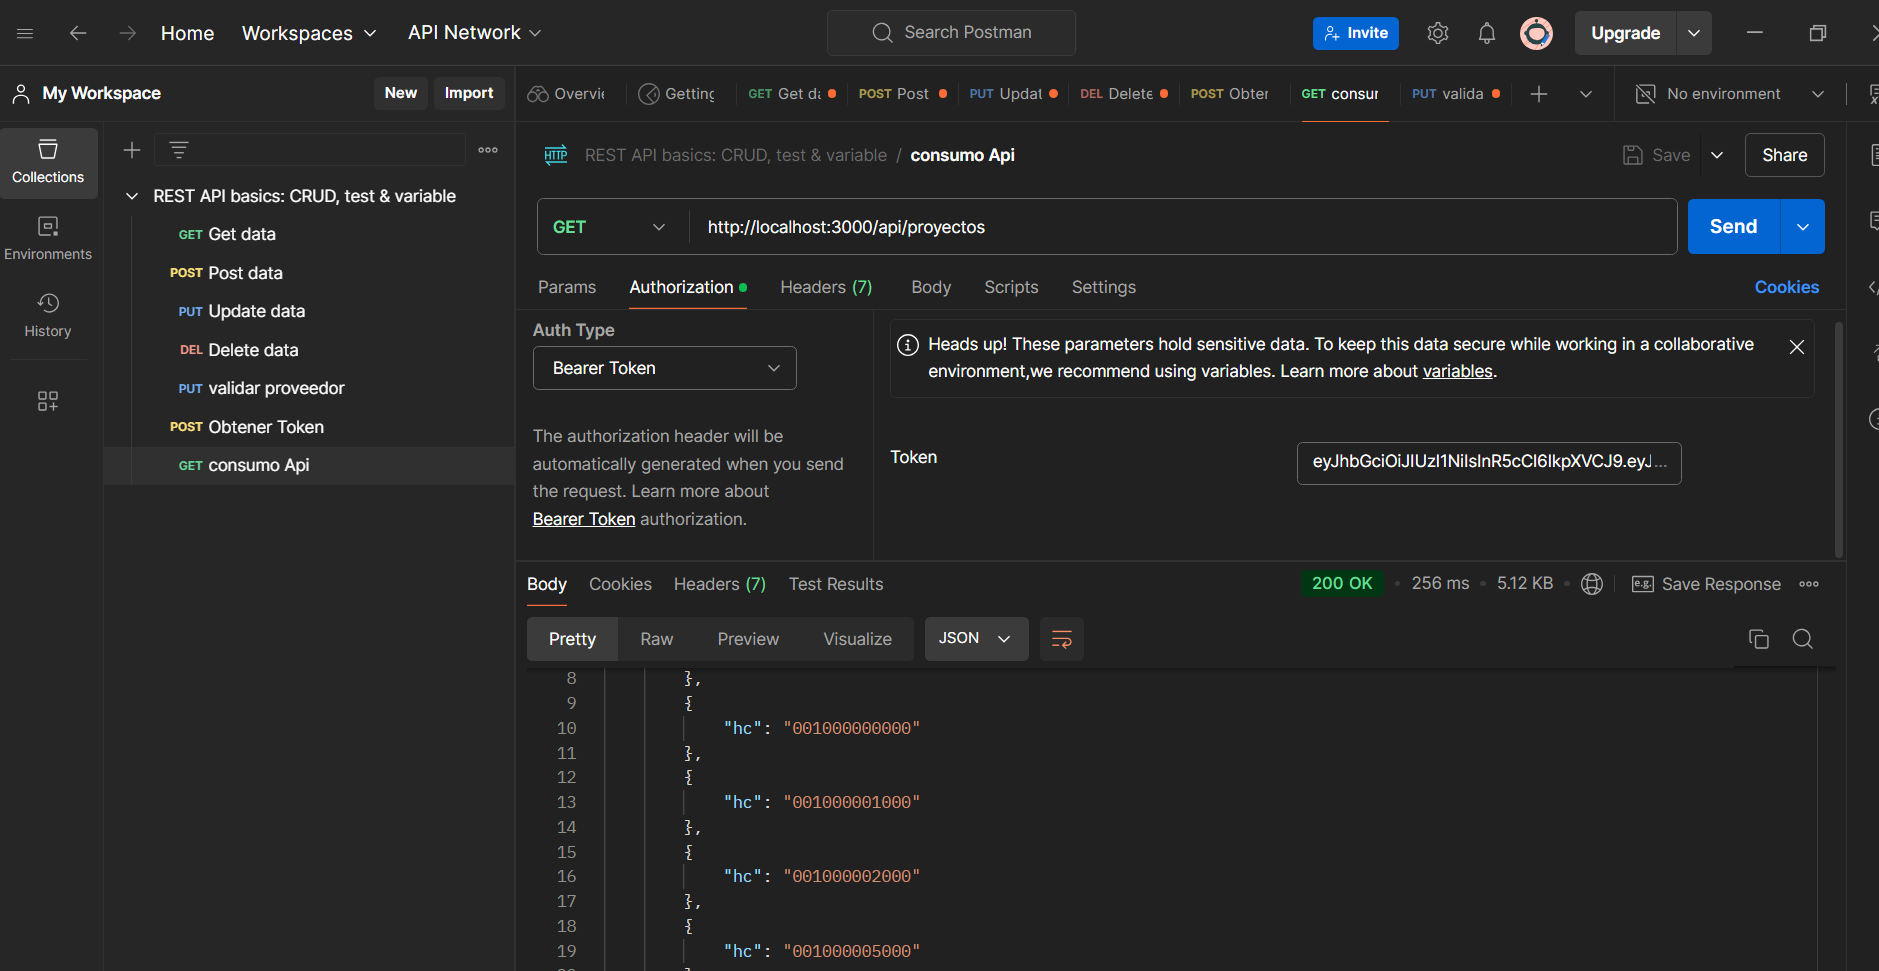 Home Workspaces API Network Search Postman Invite Upgrade
My Workspace New Import
Overvie Getting GET Get da POST Post PUT Updat DEL Delete POST Obter GET consur PUT valida No environment
Collections
Environments
History
REST API basics: CRUD, test & variable
GET Get data
POST Post data
PUT Update data
DEL Delete data
PUT validar proveedor
POST Obtener Token
GET consumo Api
HTTP REST API basics: CRUD, test & variable / consumo Api Save Share
GET http://localhost:3000/api/proyectos Send
Params Authorization Headers (7) Body Scripts Settings Cookies
Auth Type
Bearer Token
The authorization header will be
automatically generated when you send
the request. Learn more about
Bearer Token authorization.
Heads up! These parameters hold sensitive data. To keep this data secure while working in a collaborative
environment,we recommend using variables. Learn more about variables.
Token
Body Cookies Headers (7) Test Results 200 OK • 256 ms • 5.12 KB • e.g. Save Response
Pretty Raw Preview Visualize JSON
8 },
9 {
10 "hc": "001000000000"
11 },
12 {
13 "hc": "001000001000"
14 },
15 {
16 "hc": "001000002000"
17 },
18 {
19 "hc": "001000005000"